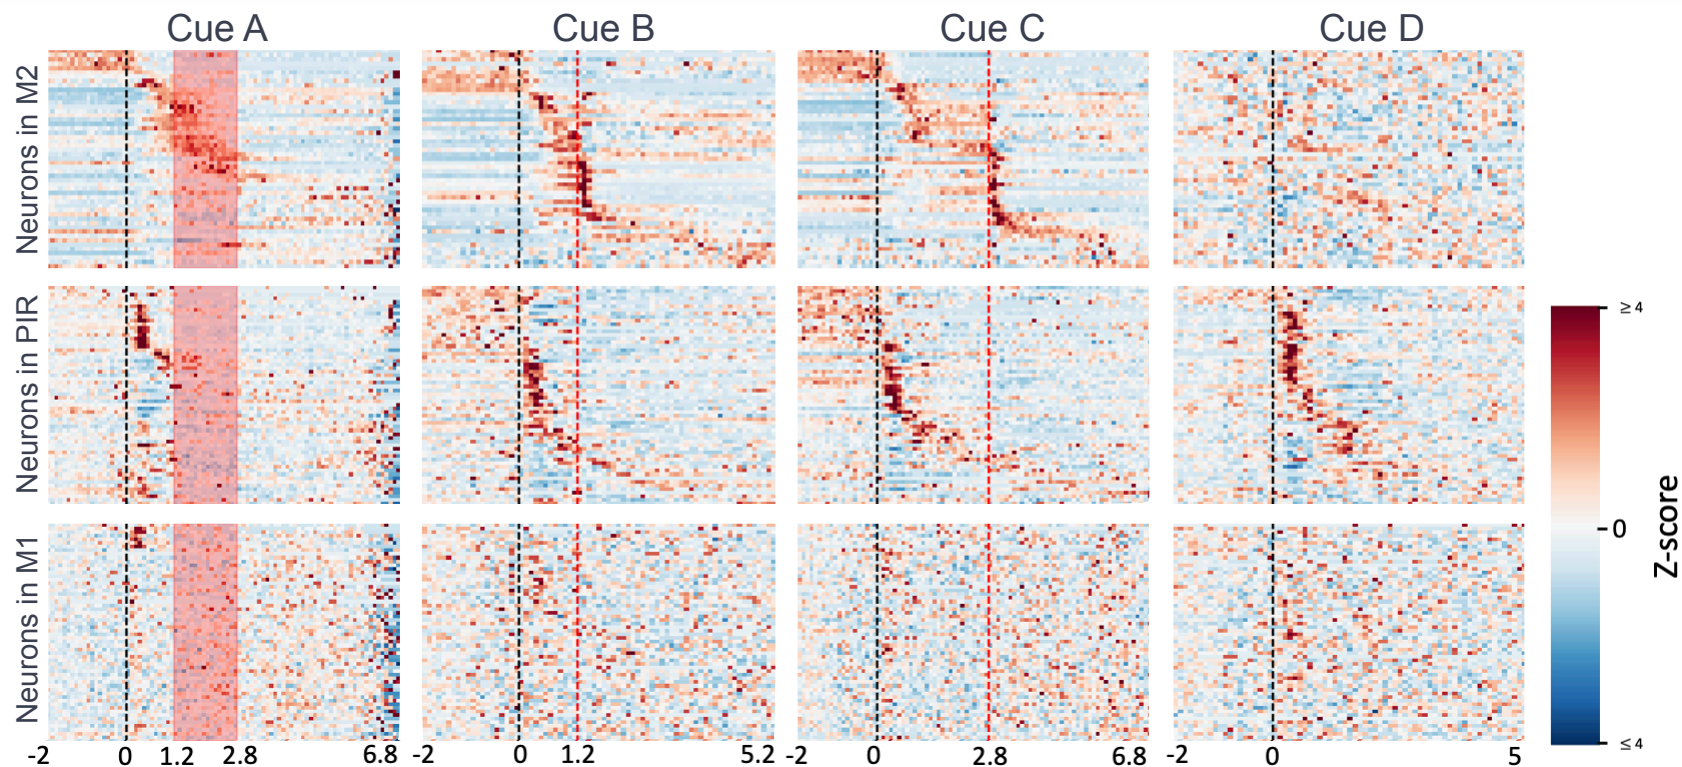 Cue A Cue B Cue C Cue D
Neurons in M2
Neurons in PIR
Neurons in M1
≥ 4
0
≤ 4
Z-score
-2 0 1.2 2.8 6.8 -2 0 1.2 5.2 -2 0 2.8 6.8 -2 0 5